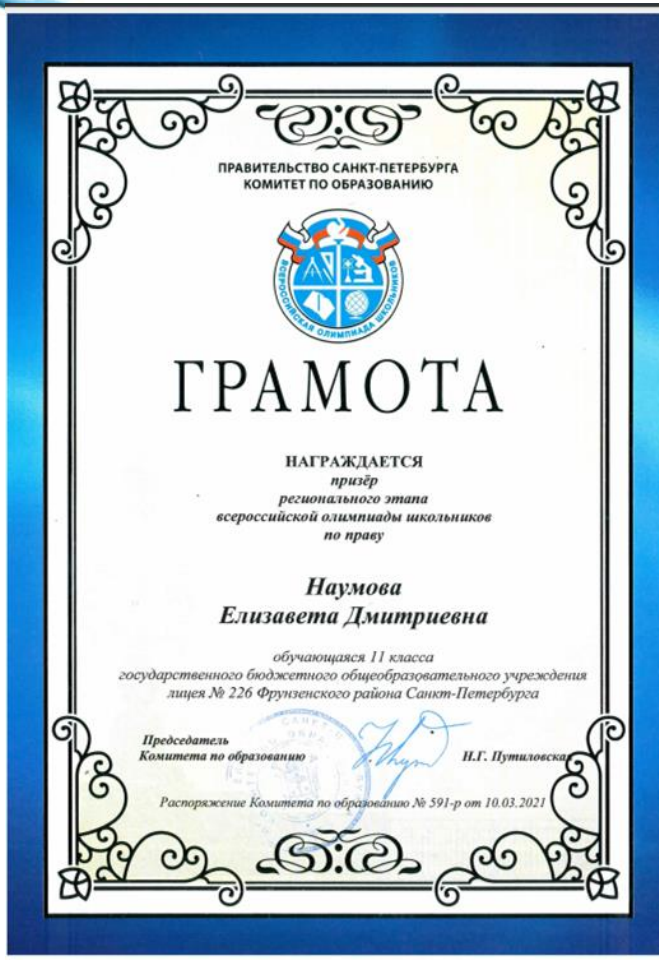 ПРАВИТЕЛЬСТВО САНКТ-ПЕТЕРБУРГА
КОМИТЕТ ПО ОБРАЗОВАНИЮ
ВСЕРОССИЙСКАЯ ОЛИМПИАДА ШКОЛЬНИКОВ
ГРАМОТА
НАГРАЖДАЕТСЯ
призёр
регионального этапа
всероссийской олимпиады школьников
по праву
Наумова
Елизавета Дмитриевна
обучающаяся 11 класса
государственного бюджетного общеобразовательного учреждения
лицея № 226 Фрунзенского района Санкт-Петербурга
Председатель
Комитета по образованию
Н.Г. Путиловская
Распоряжение Комитета по образованию № 591-р от 10.03.2021